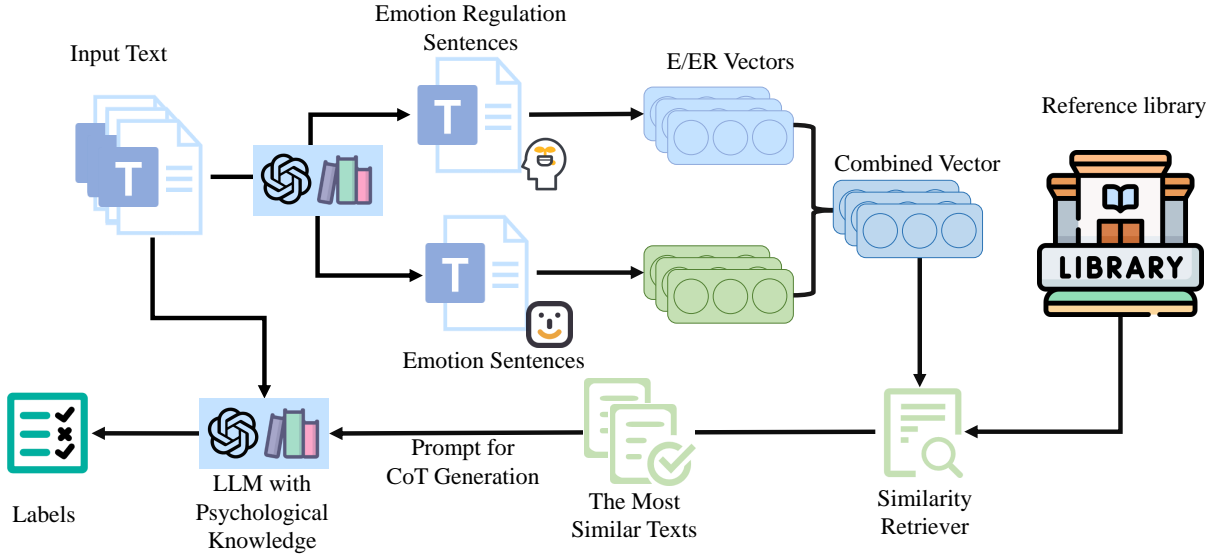 Emotion Regulation
Sentences
Input Text
E/ER Vectors
Reference library
T
T
T
Combined Vector
LIBRARY
Emotion Sentences
Prompt for
CoT Generation
LLM with
Psychological
Knowledge
The Most
Similar Texts
Similarity
Retriever
Labels